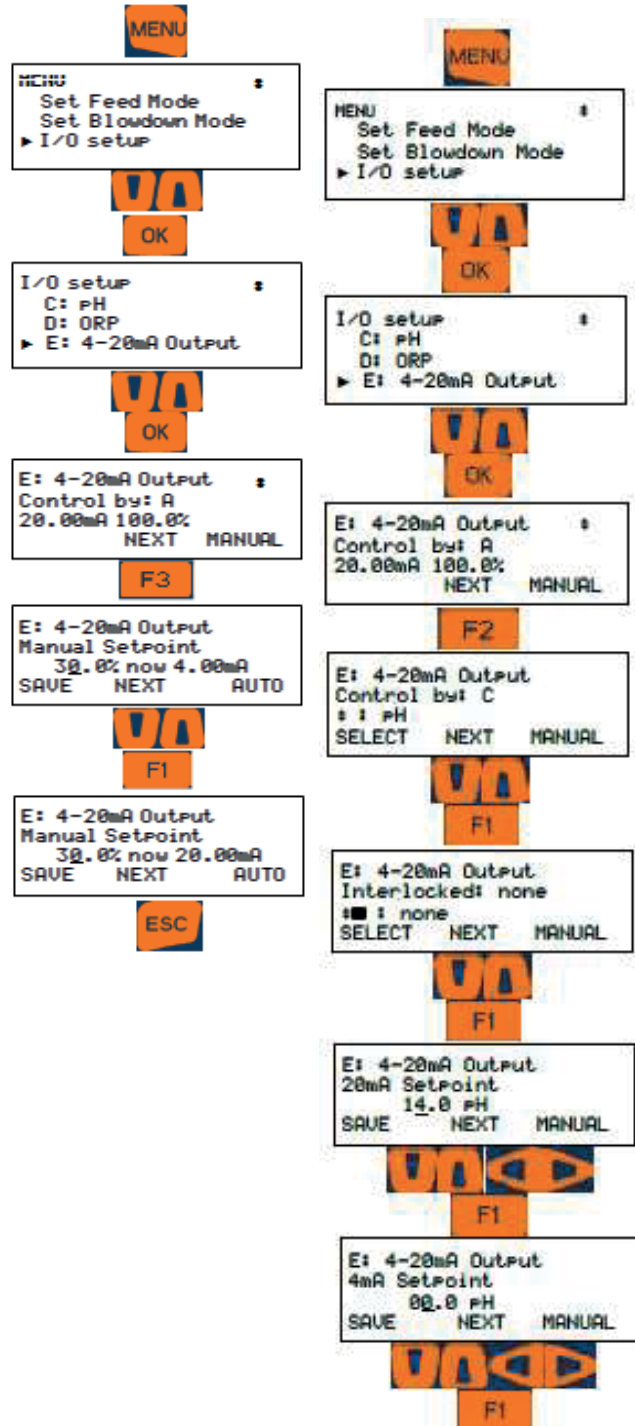 MENU
MENU
Set Feed Mode
Set Blowdown Mode
► I/O setup
OK
I/O setup
C: pH
D: ORP
► E: 4-20mA Output
OK
E: 4-20mA Output
Control by: A
20.00mA 100.0%
NEXT MANUAL
F3
E: 4-20mA Output
Manual Setpoint
30.0% now 4.00mA
SAVE NEXT AUTO
F1
E: 4-20mA Output
Manual Setpoint
30.0% now 20.00mA
SAVE NEXT AUTO
ESC
MENU
MENU
Set Feed Mode
Set Blowdown Mode
► I/O setup
OK
I/O setup
C: pH
D: ORP
► E: 4-20mA Output
OK
E: 4-20mA Output
Control by: A
20.00mA 100.0%
NEXT MANUAL
F2
E: 4-20mA Output
Control by: C
: pH
SELECT NEXT MANUAL
F1
E: 4-20mA Output
Interlocked: none
: none
SELECT NEXT MANUAL
F1
E: 4-20mA Output
20mA Setpoint
14.0 pH
SAVE NEXT MANUAL
F1
E: 4-20mA Output
4mA Setpoint
00.0 pH
SAVE NEXT MANUAL
F1